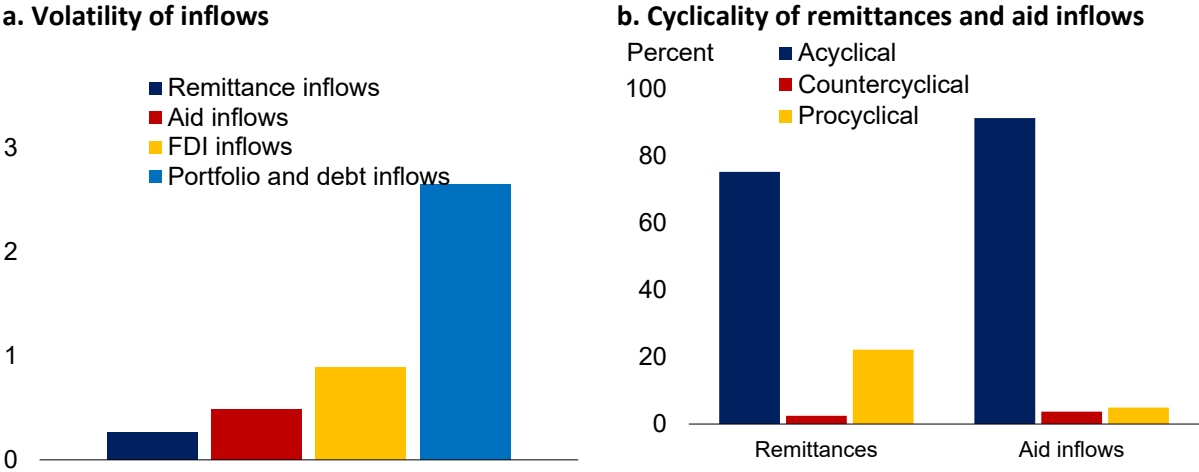 a. Volatility of inflows
Remittance inflows
Aid inflows
FDI inflows
Portfolio and debt inflows
3
2
1
0
b. Cyclicality of remittances and aid inflows
Percent
Acyclical
Countercyclical
Procyclical
100
80
60
40
20
0
Remittances
Aid inflows